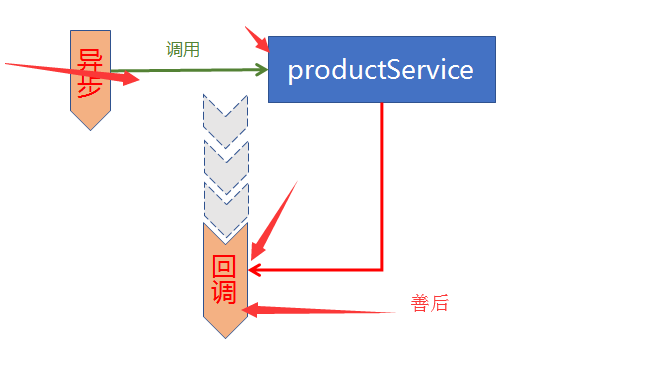 异步
调用
productService
回调
善后